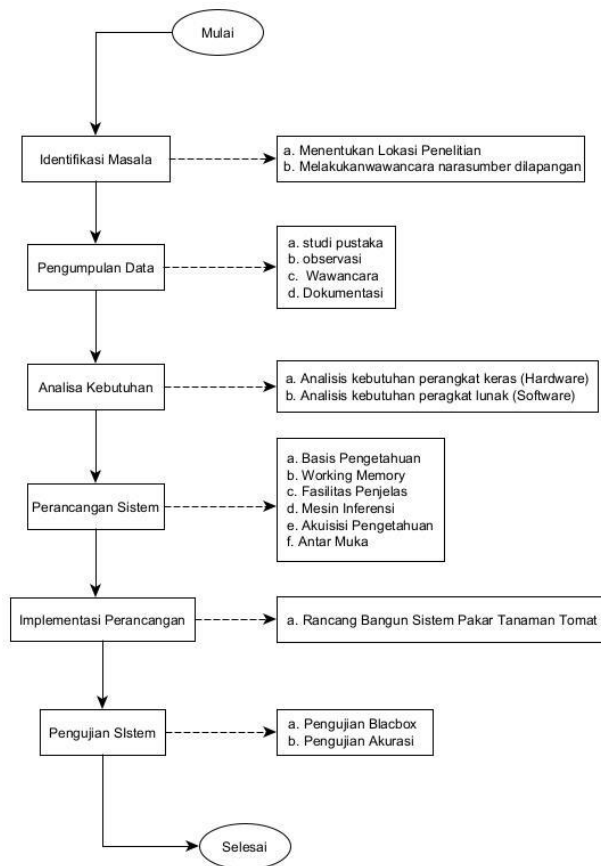 Mulai
Identifikasi Masala
a. Menentukan Lokasi Penelitian
b. Melakukanwawancara narasumber dilapangan
Pengumpulan Data
a. studi pustaka
b. observasi
c. Wawancara
d. Dokumentasi
Analisa Kebutuhan
a. Analisis kebutuhan perangkat keras (Hardware)
b. Analisis kebutuhan peragkat lunak (Software)
Perancangan Sistem
a. Basis Pengetahuan
b. Working Memory
c. Fasilitas Penjelas
d. Mesin Inferensi
e. Akuisisi Pengetahuan
f. Antar Muka
Implementasi Perancangan
a. Rancang Bangun Sistem Pakar Tanaman Tomat
Pengujian SIstem
a. Pengujian Blacbox
b. Pengujian Akurasi
Selesai